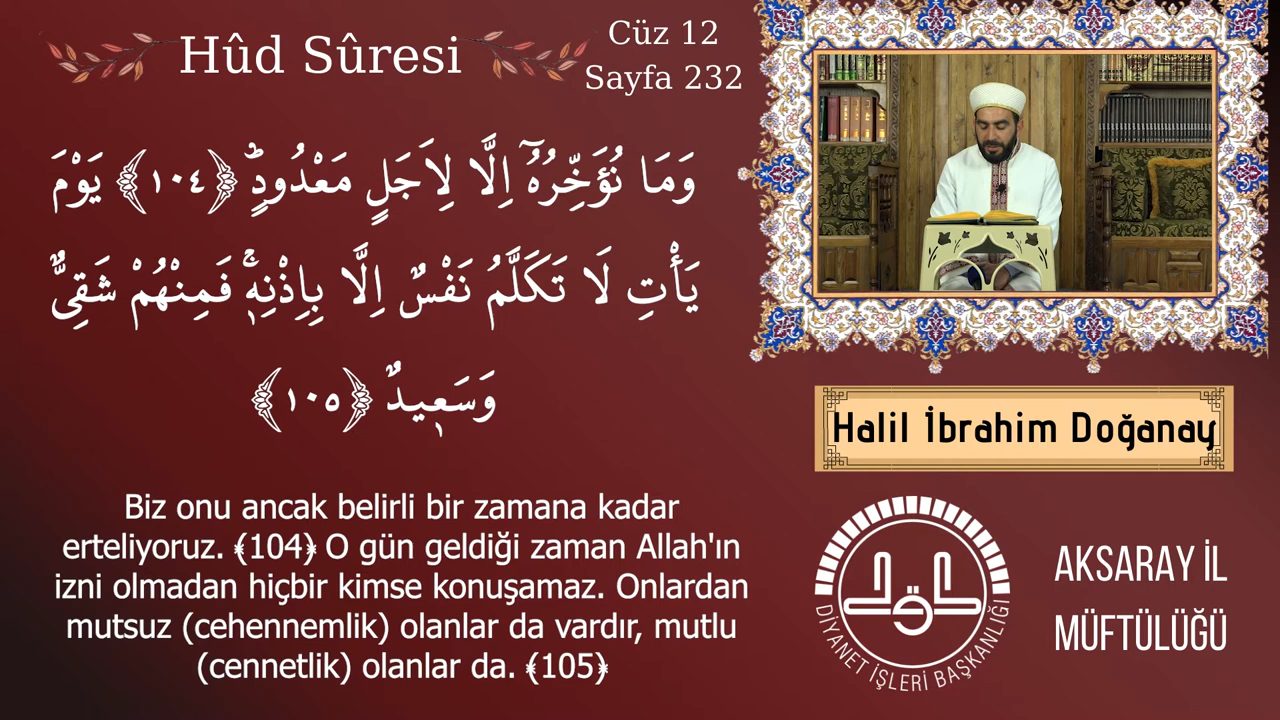 Hûd Sûresi
Cüz 12
Sayfa 232
وَمَا نُؤَخِّرُهُٓ اِلَّا لِاَجَلٍ مَعْدُودٍۜ ﴿١٠٤﴾ يَوْمَ
يَأْتِ لَا تَكَلَّمُ نَفْسٌ اِلَّا بِاِذْنِه۪ۚ فَمِنْهُمْ شَقِيٌّ
وَسَع۪يدٌ ﴿١٠٥﴾
Biz onu ancak belirli bir zamana kadar
erteliyoruz. ﴾104﴿ O gün geldiği zaman Allah'ın
izni olmadan hiçbir kimse konuşamaz. Onlardan
mutsuz (cehennemlik) olanlar da vardır, mutlu
(cennetlik) olanlar da. ﴾105﴿
Halil İbrahim Doğanay
DİYANET İŞLERİ BAŞKANLIĞI
AKSARAY İL
MÜFTÜLÜĞÜ